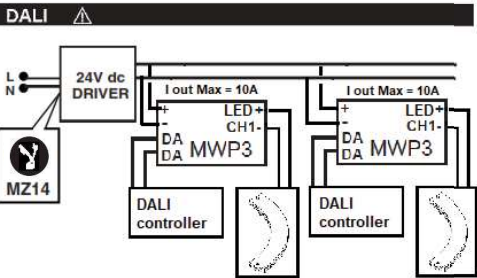 DALI
L
N
24V dc
DRIVER
MZ14
I out Max = 10A
+ LED+
- CH1-
DA
DA MWP3
DALI
controller
I out Max = 10A
+ LED+
- CH1-
DA
DA MWP3
DALI
controller